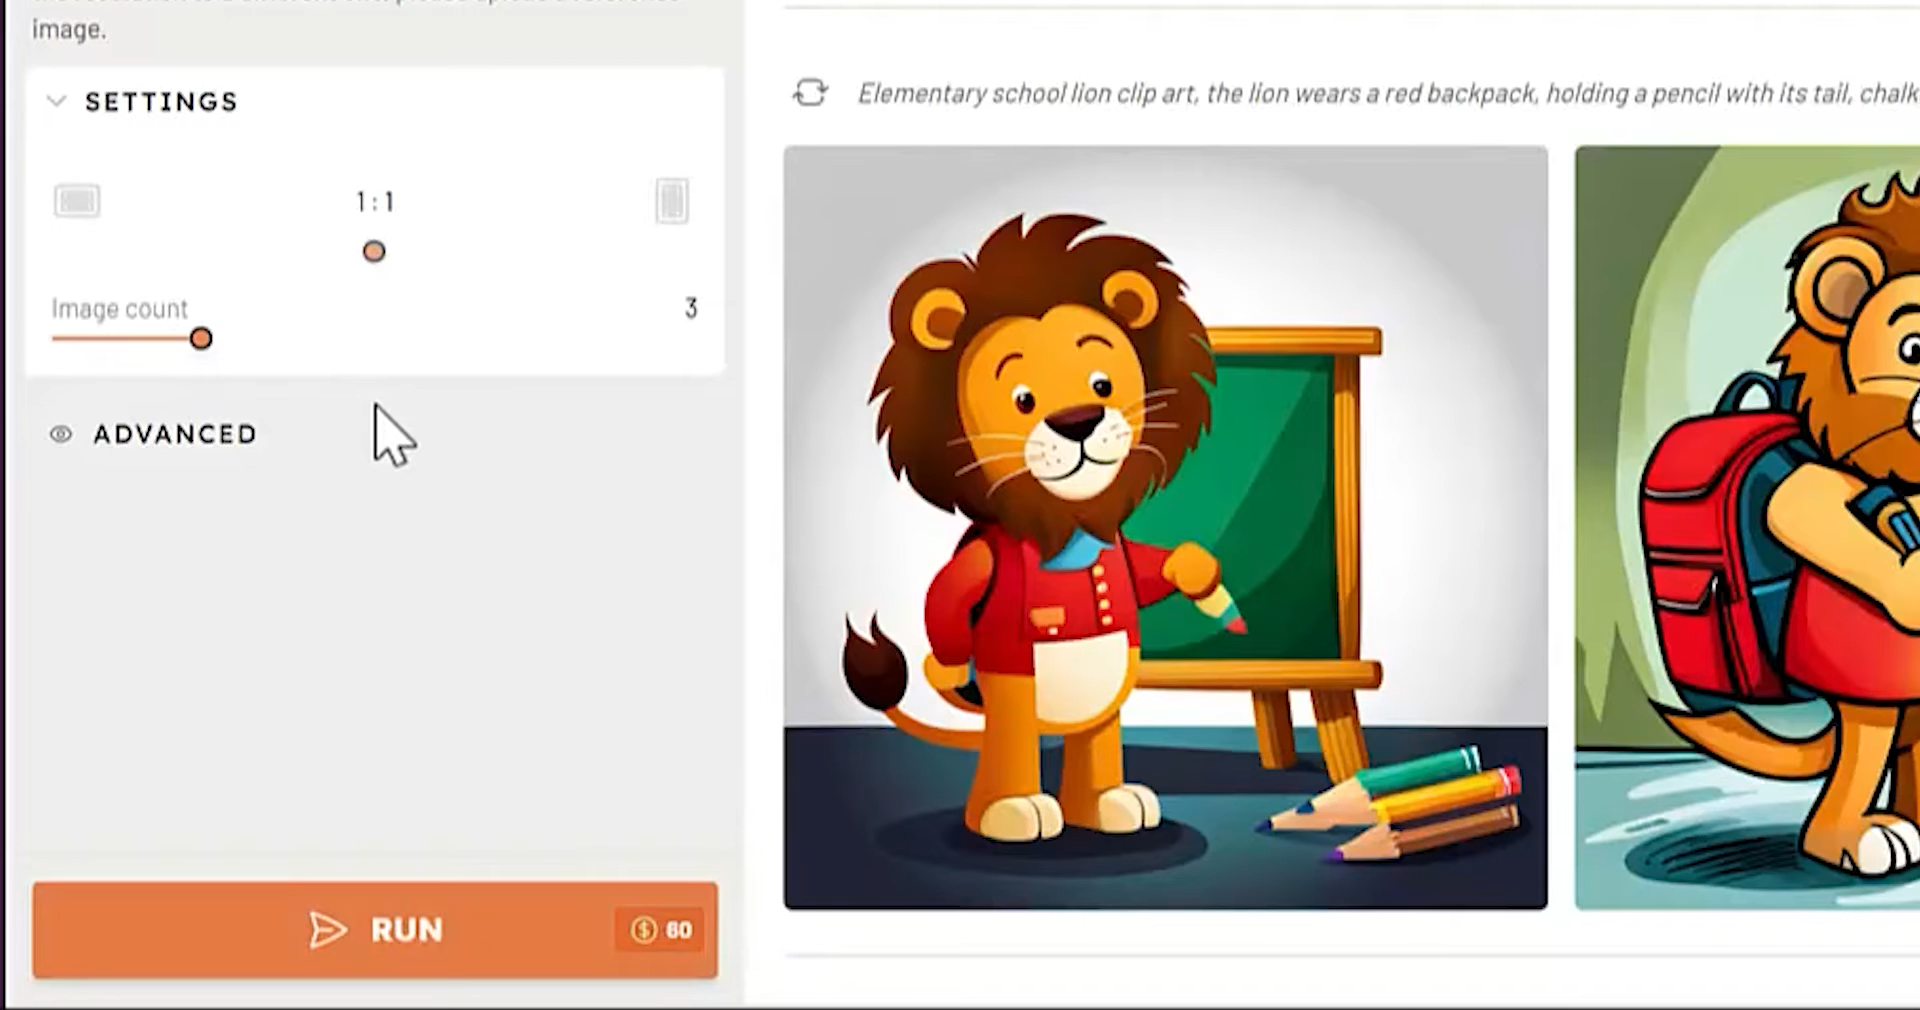 image.
SETTINGS
1:1
Image count
3
ADVANCED
RUN
60
Elementary school lion clip art, the lion wears a red backpack, holding a pencil with its tail, chalk